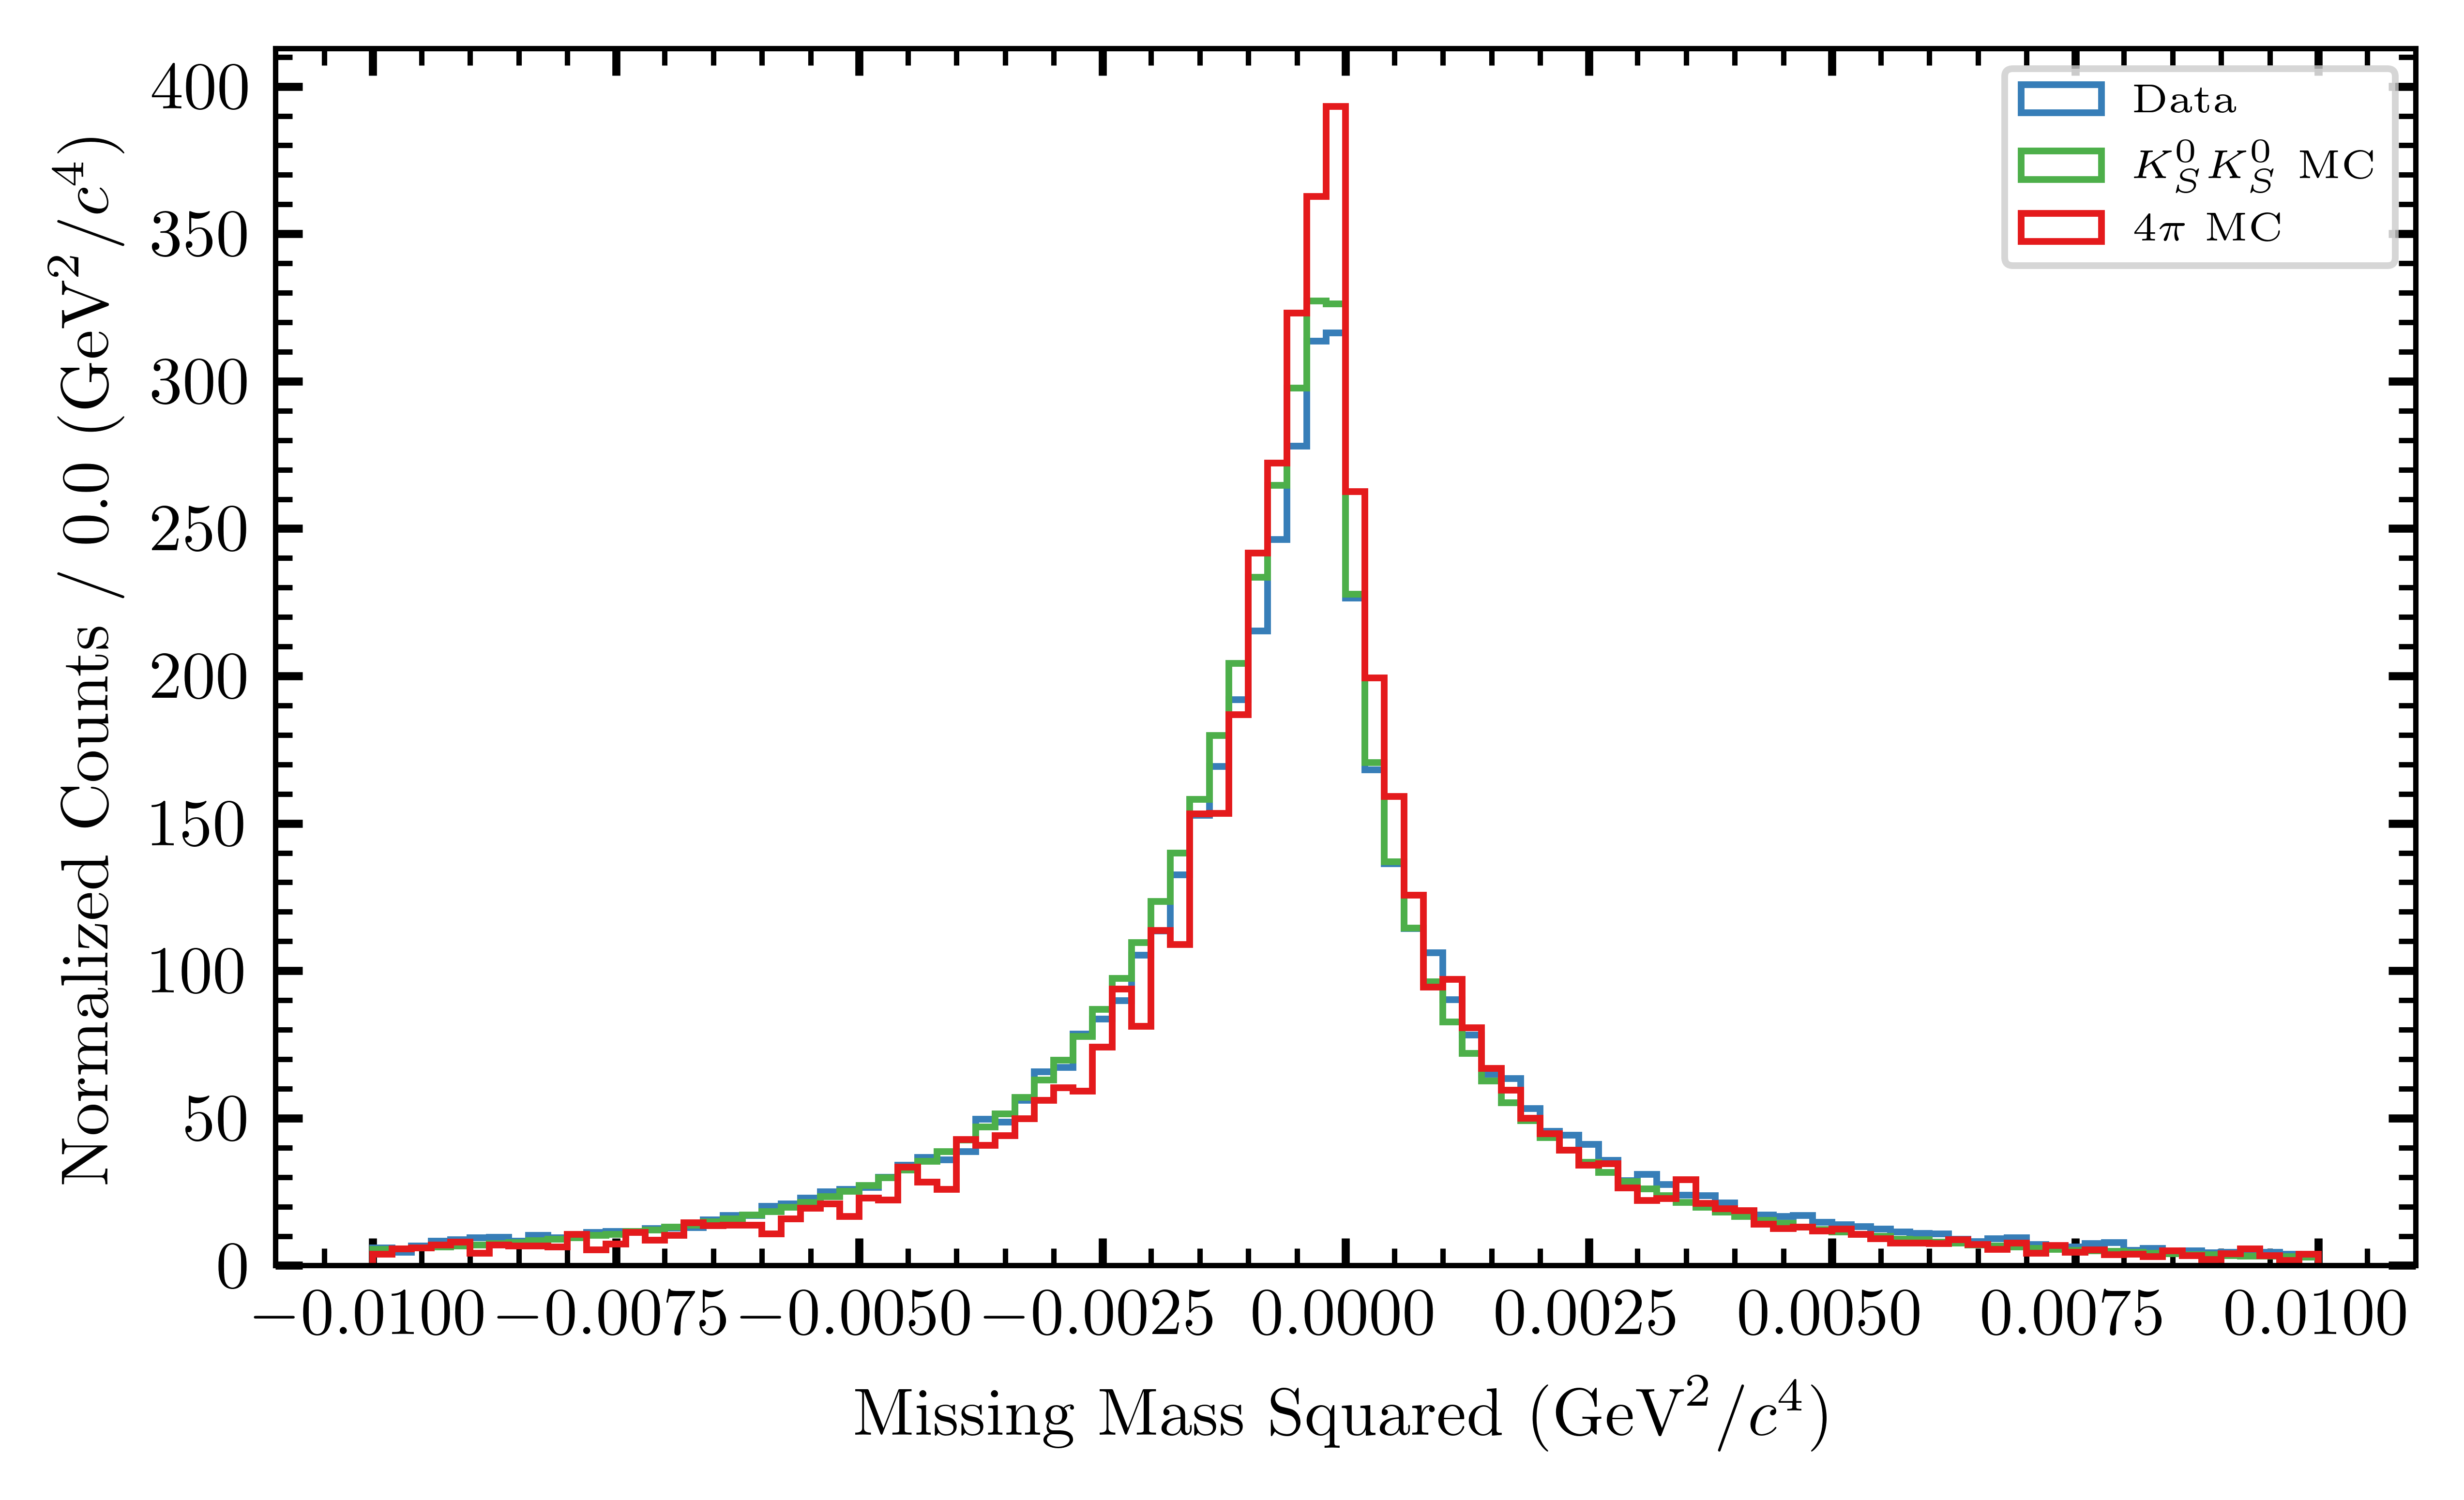 Normalized Counts / 0.0 (GeV²/c⁴)
400
350
300
250
200
150
100
50
0
Data
K⁰_S K⁰_S MC
4π MC
−0.0100 −0.0075 −0.0050 −0.0025 0.0000 0.0025 0.0050 0.0075 0.0100
Missing Mass Squared (GeV²/c⁴)